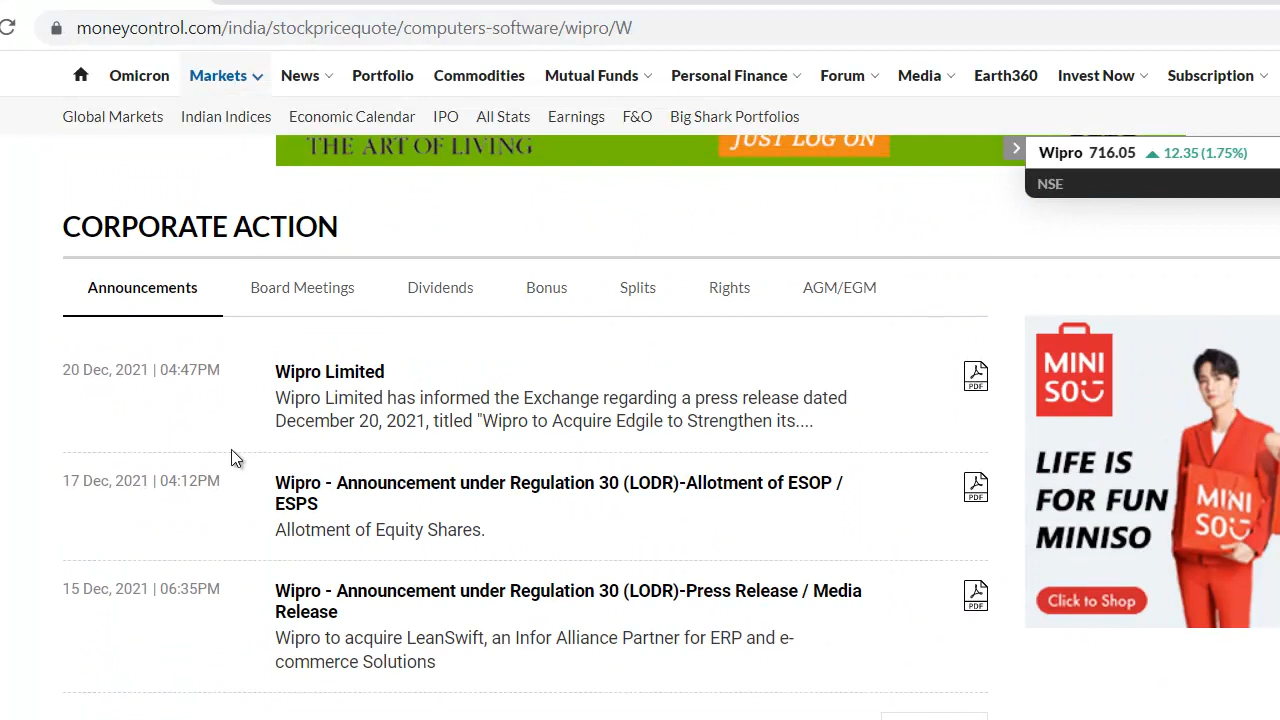 moneycontrol.com/india/stockpricequote/computers-software/wipro/W
Omicron Markets News Portfolio Commodities Mutual Funds Personal Finance Forum Media Earth360 Invest Now Subscription
Global Markets Indian Indices Economic Calendar IPO All Stats Earnings F&O Big Shark Portfolios
THE ART OF LIVING
JUST LOG ON
Wipro 716.05 12.35 (1.75%)
NSE
CORPORATE ACTION
Announcements Board Meetings Dividends Bonus Splits Rights AGM/EGM
20 Dec, 2021 | 04:47PM
Wipro Limited
Wipro Limited has informed the Exchange regarding a press release dated
December 20, 2021, titled "Wipro to Acquire Edgile to Strengthen its....
PDF
17 Dec, 2021 | 04:12PM
Wipro - Announcement under Regulation 30 (LODR)-Allotment of ESOP /
ESPS
Allotment of Equity Shares.
PDF
15 Dec, 2021 | 06:35PM
Wipro - Announcement under Regulation 30 (LODR)-Press Release / Media
Release
Wipro to acquire LeanSwift, an Infor Alliance Partner for ERP and e-
commerce Solutions
PDF
MINI
SO
LIFE IS
FOR FUN
MINISO
MINI
SO
Click to Shop